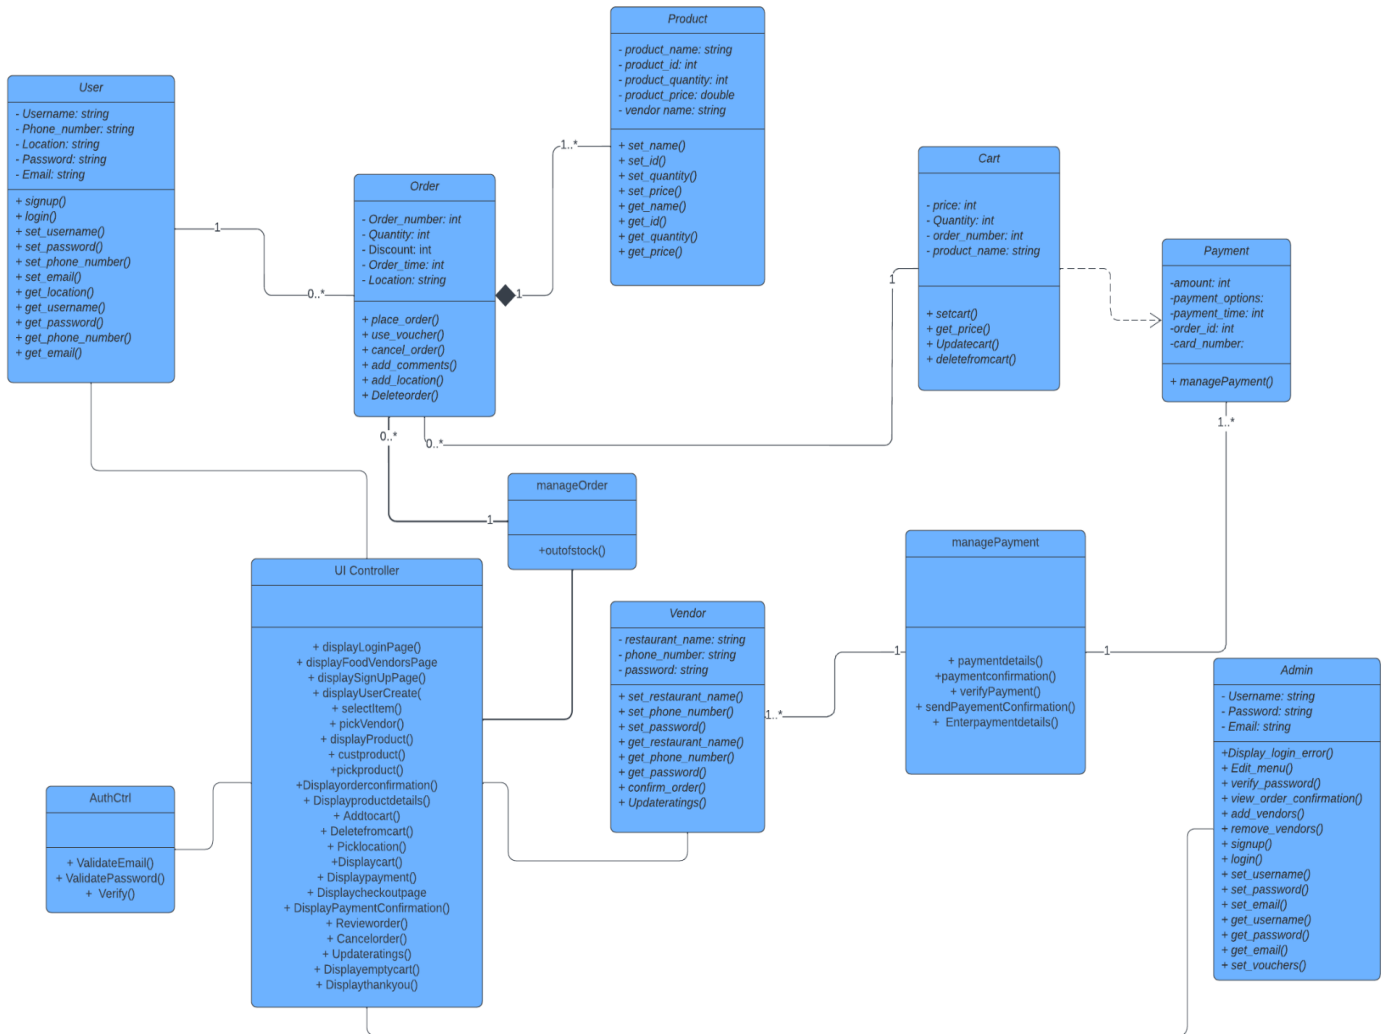 Product
- product_name: string
- product_id: int
- product_quantity: int
- product_price: double
- vendor name: string
+ set_name()
+ set_id()
+ set_quantity()
+ set_price()
+ get_name()
+ get_id()
+ get_quantity()
+ get_price()
User
- Username: string
- Phone_number: string
- Location: string
- Password: string
- Email: string
+ signup()
+ login()
+ set_username()
+ set_password()
+ set_phone_number()
+ set_email()
+ get_location()
+ get_username()
+ get_password()
+ get_phone_number()
+ get_email()
1
0..*
Order
- Order_number: int
- Quantity: int
- Discount: int
- Order_time: int
- Location: string
+ place_order()
+ use_voucher()
+ cancel_order()
+ add_comments()
+ add_location()
+ Deleteorder()
1
1..*
0..*
0..*
1
1
Cart
- price: int
- Quantity: int
- order_number: int
- product_name: string
+ setcart()
+ get_price()
+ Updatecart()
+ deletefromcart()
Payment
-amount: int
-payment_options:
-payment_time: int
-order_id: int
-card_number:
+ managePayment()
1..*
manageOrder
+outofstock()
managePayment
+ paymentdetails()
+paymentconfirmation()
+ verifyPayment()
+ sendPayementConfirmation()
+ Enterpaymentdetails()
1
1
1..*
UI Controller
+ displayLoginPage()
+ displayFoodVendorsPage
+ displaySignUpPage()
+ displayUserCreate(
+ selectItem()
+ pickVendor()
+ displayProduct()
+ custproduct()
+pickproduct()
+Displayorderconfirmation()
+ Displayproductdetails()
+ Addtocart()
+ Deletefromcart()
+ Picklocation()
+Displaycart()
+ Displaypayment()
+ Displaycheckoutpage
+ DisplayPaymentConfirmation()
+ Revieworder()
+ Cancelorder()
+ Updateratings()
+ Displayemptycart()
+ Displaythankyou()
Vendor
- restaurant_name: string
- phone_number: string
- password: string
+ set_restaurant_name()
+ set_phone_number()
+ set_password()
+ get_restaurant_name()
+ get_phone_number()
+ get_password()
+ confirm_order()
+ Updateratings()
Admin
- Username: string
- Password: string
- Email: string
+Display_login_error()
+ Edit_menu()
+ verify_password()
+ view_order_confirmation()
+ add_vendors()
+ remove_vendors()
+ signup()
+ login()
+ set_username()
+ set_password()
+ set_email()
+ get_username()
+ get_password()
+ get_email()
+ set_vouchers()
AuthCtrl
+ ValidateEmail()
+ ValidatePassword()
+ Verify()